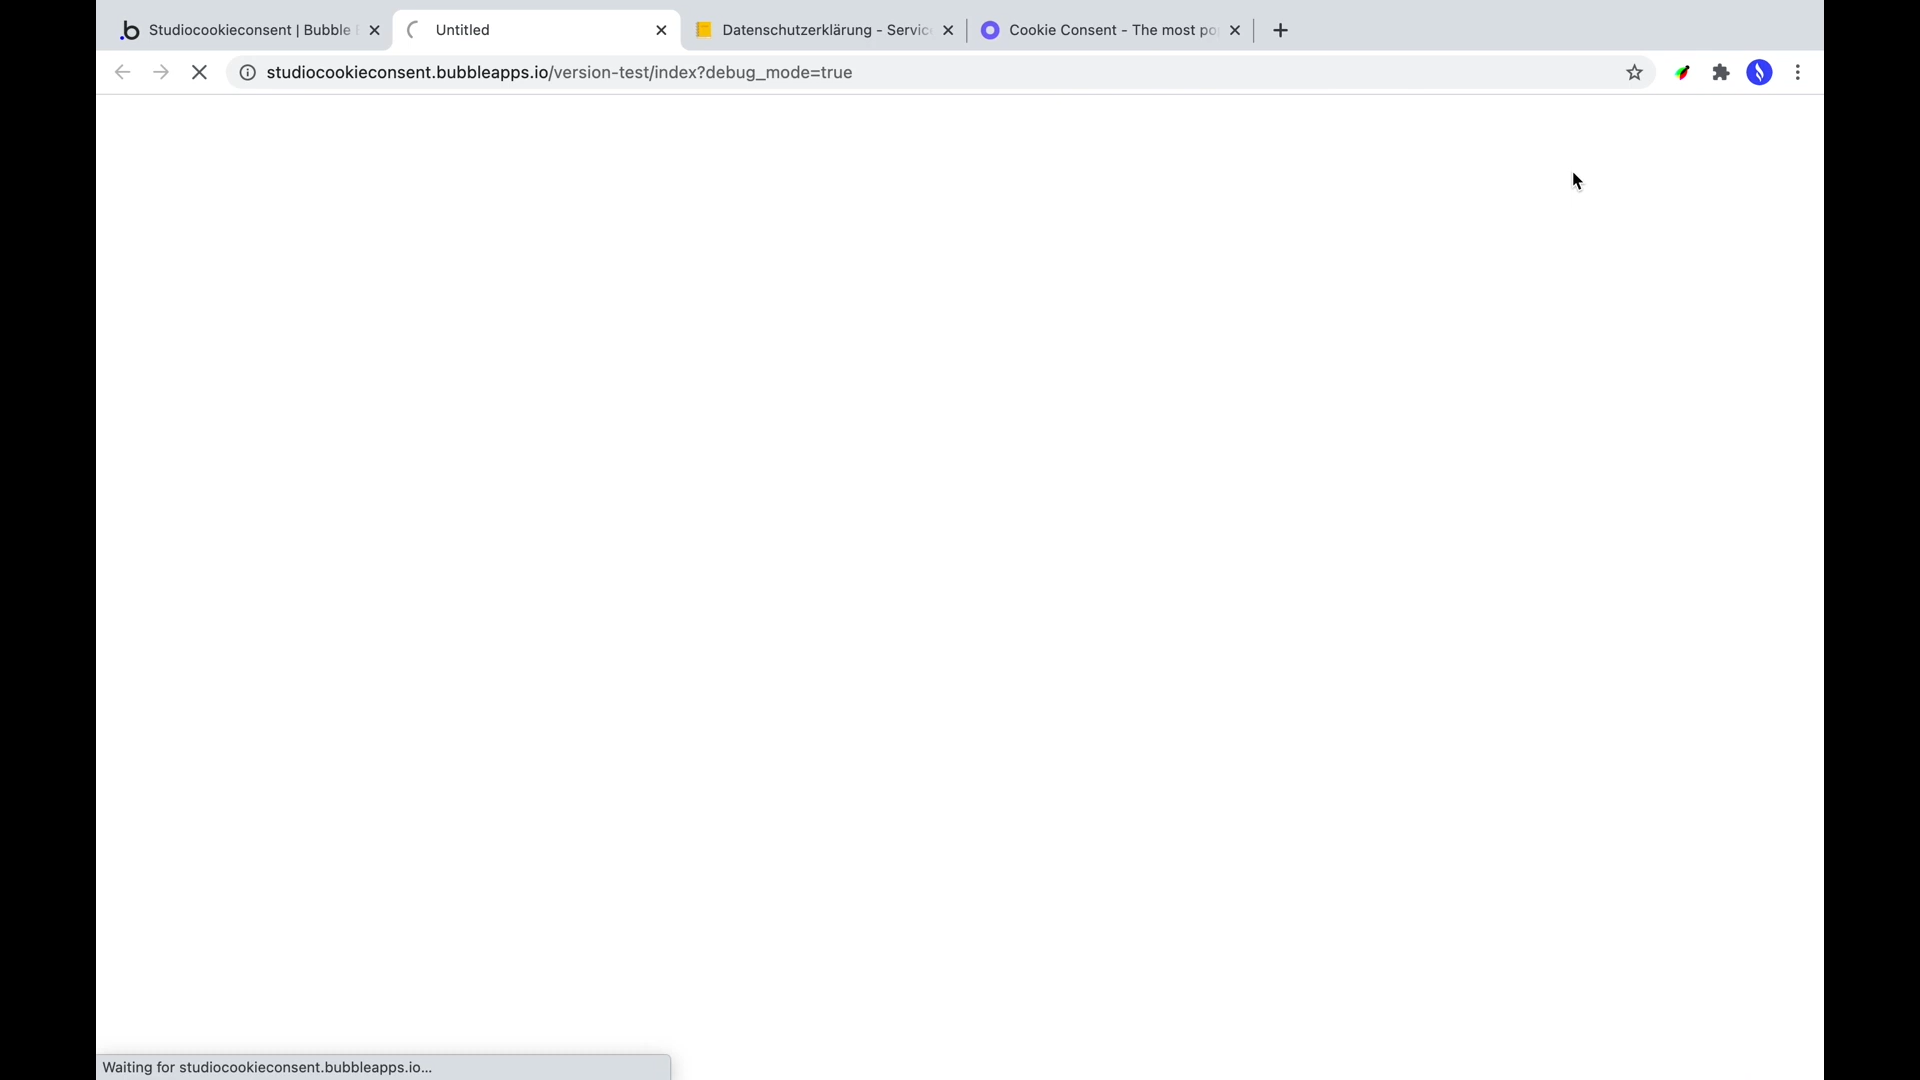 Studiocookieconsent | Bubble
Untitled
Datenschutzerklärung - Servic
Cookie Consent - The most po
studiocookieconsent.bubbleapps.io/version-test/index?debug_mode=true
Waiting for studiocookieconsent.bubbleapps.io...